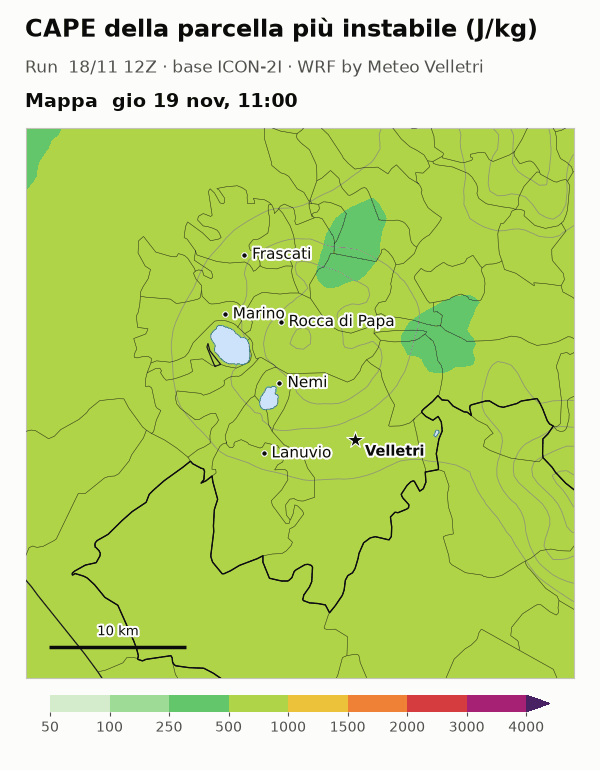 CAPE della parcella più instabile (J/kg)
Run  18/11 12Z · base ICON-2I · WRF by Meteo Velletri
Mappa  gio 19 nov, 11:00
Frascati
Marino
Rocca di Papa
Nemi
Velletri
Lanuvio
10 km
50 100 250 500 1000 1500 2000 3000 4000